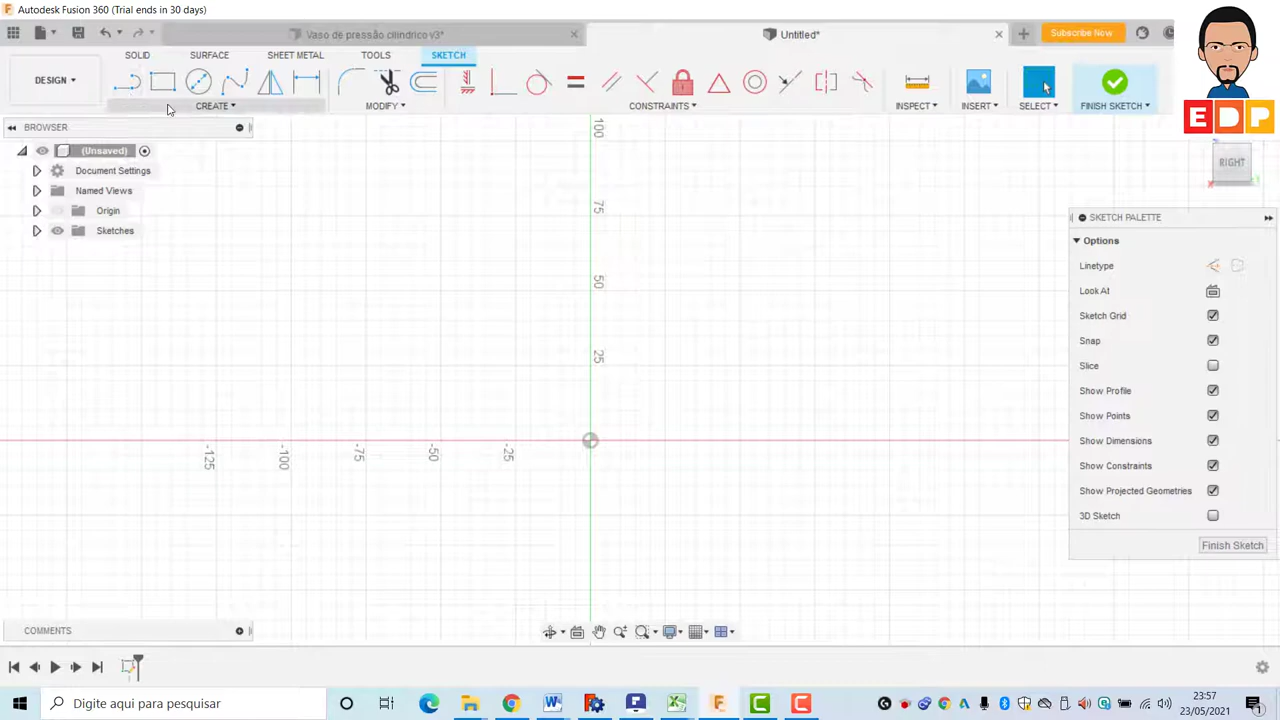 Autodesk Fusion 360 (Trial ends in 30 days)
Vaso de pressão cilindrico v3*
Untitled*
Subscribe Now
SOLID
SURFACE
SHEET METAL
TOOLS
SKETCH
DESIGN
CREATE
MODIFY
CONSTRAINTS
INSPECT
INSERT
SELECT
FINISH SKETCH
EDP
BROWSER
(Unsaved)
Document Settings
Named Views
Origin
Sketches
100
75
50
25
-125
-100
-75
-50
-25
RIGHT
X
SKETCH PALETTE
Options
Linetype
Look At
Sketch Grid
Snap
Slice
Show Profile
Show Points
Show Dimensions
Show Constraints
Show Projected Geometries
3D Sketch
Finish Sketch
COMMENTS
Digite aqui para pesquisar
23:57
23/05/2021